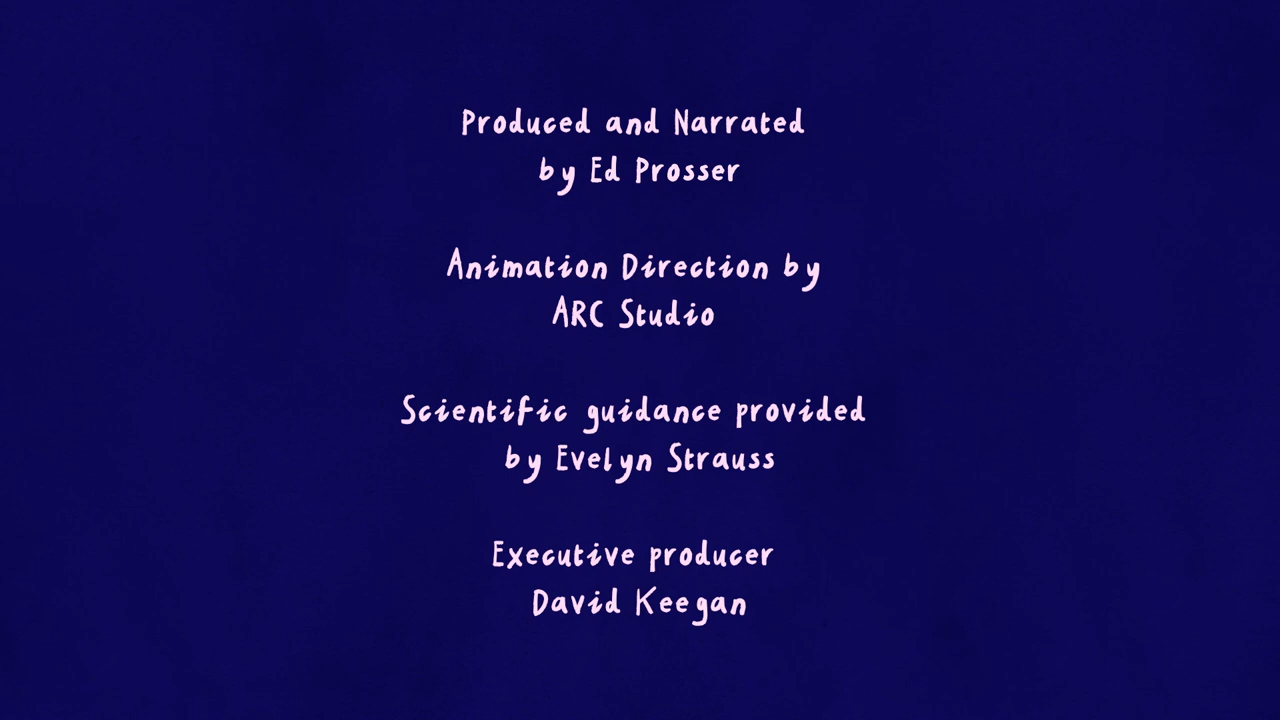 Produced and Narrated
by Ed Prosser
Animation Direction by
ARC Studio
Scientific guidance provided
by Evelyn Strauss
Executive producer
David Keegan